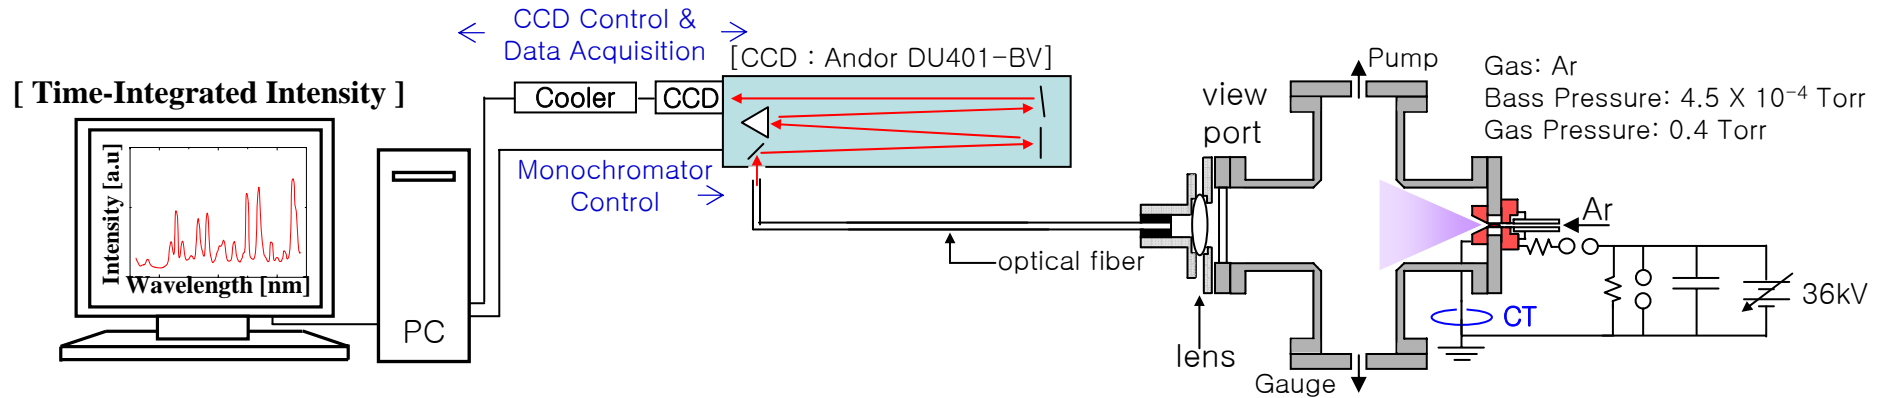 CCD Control &
Data Acquisition
[CCD : Andor DU401-BV]
[ Time-Integrated Intensity ]
Cooler
CCD
Monochromator
Control
Intensity [a.u]
Wavelength [nm]
PC
optical fiber
view
port
lens
Pump
Gauge
Gas: Ar
Bass Pressure: 4.5 X 10⁻⁴ Torr
Gas Pressure: 0.4 Torr
Ar
CT
36kV